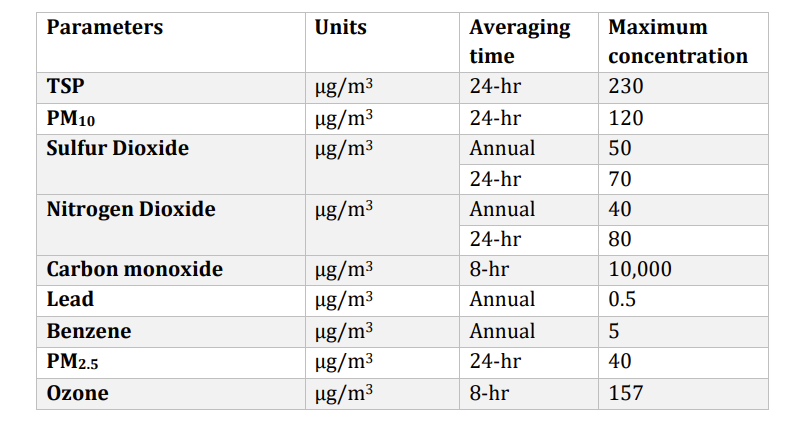 Parameters Units Averaging time Maximum concentration
TSP µg/m³ 24-hr 230
PM₁₀ µg/m³ 24-hr 120
Sulfur Dioxide µg/m³ Annual 50
24-hr 70
Nitrogen Dioxide µg/m³ Annual 40
24-hr 80
Carbon monoxide µg/m³ 8-hr 10,000
Lead µg/m³ Annual 0.5
Benzene µg/m³ Annual 5
PM₂.₅ µg/m³ 24-hr 40
Ozone µg/m³ 8-hr 157